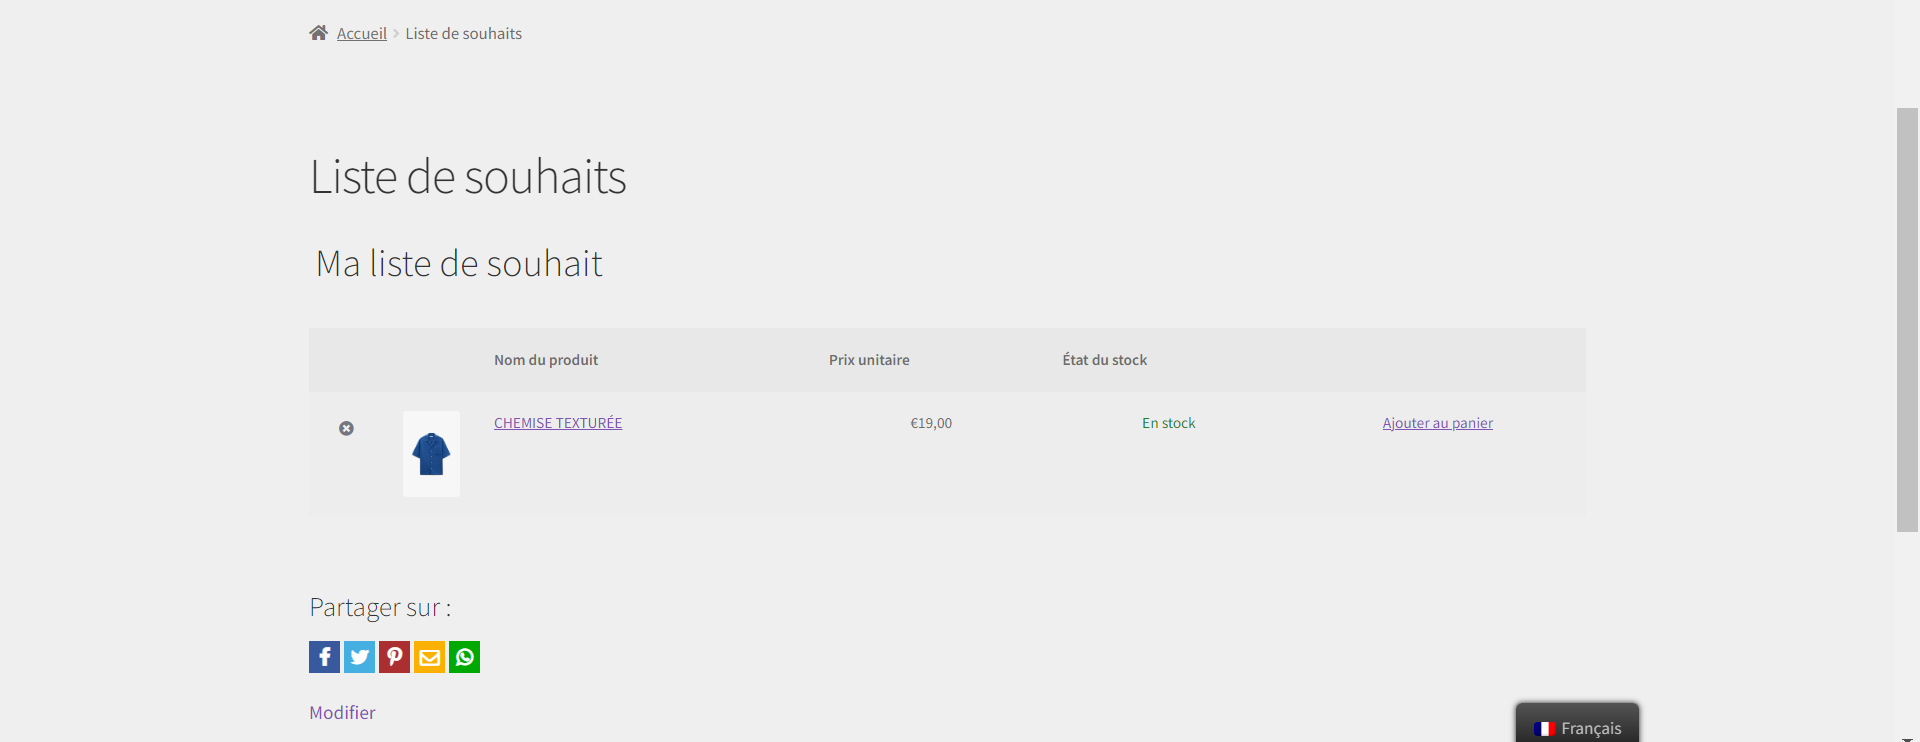 Accueil > Liste de souhaits
Liste de souhaits
Ma liste de souhait
Nom du produit Prix unitaire État du stock
CHEMISE TEXTURÉE €19,00 En stock Ajouter au panier
Partager sur :
Modifier
Français